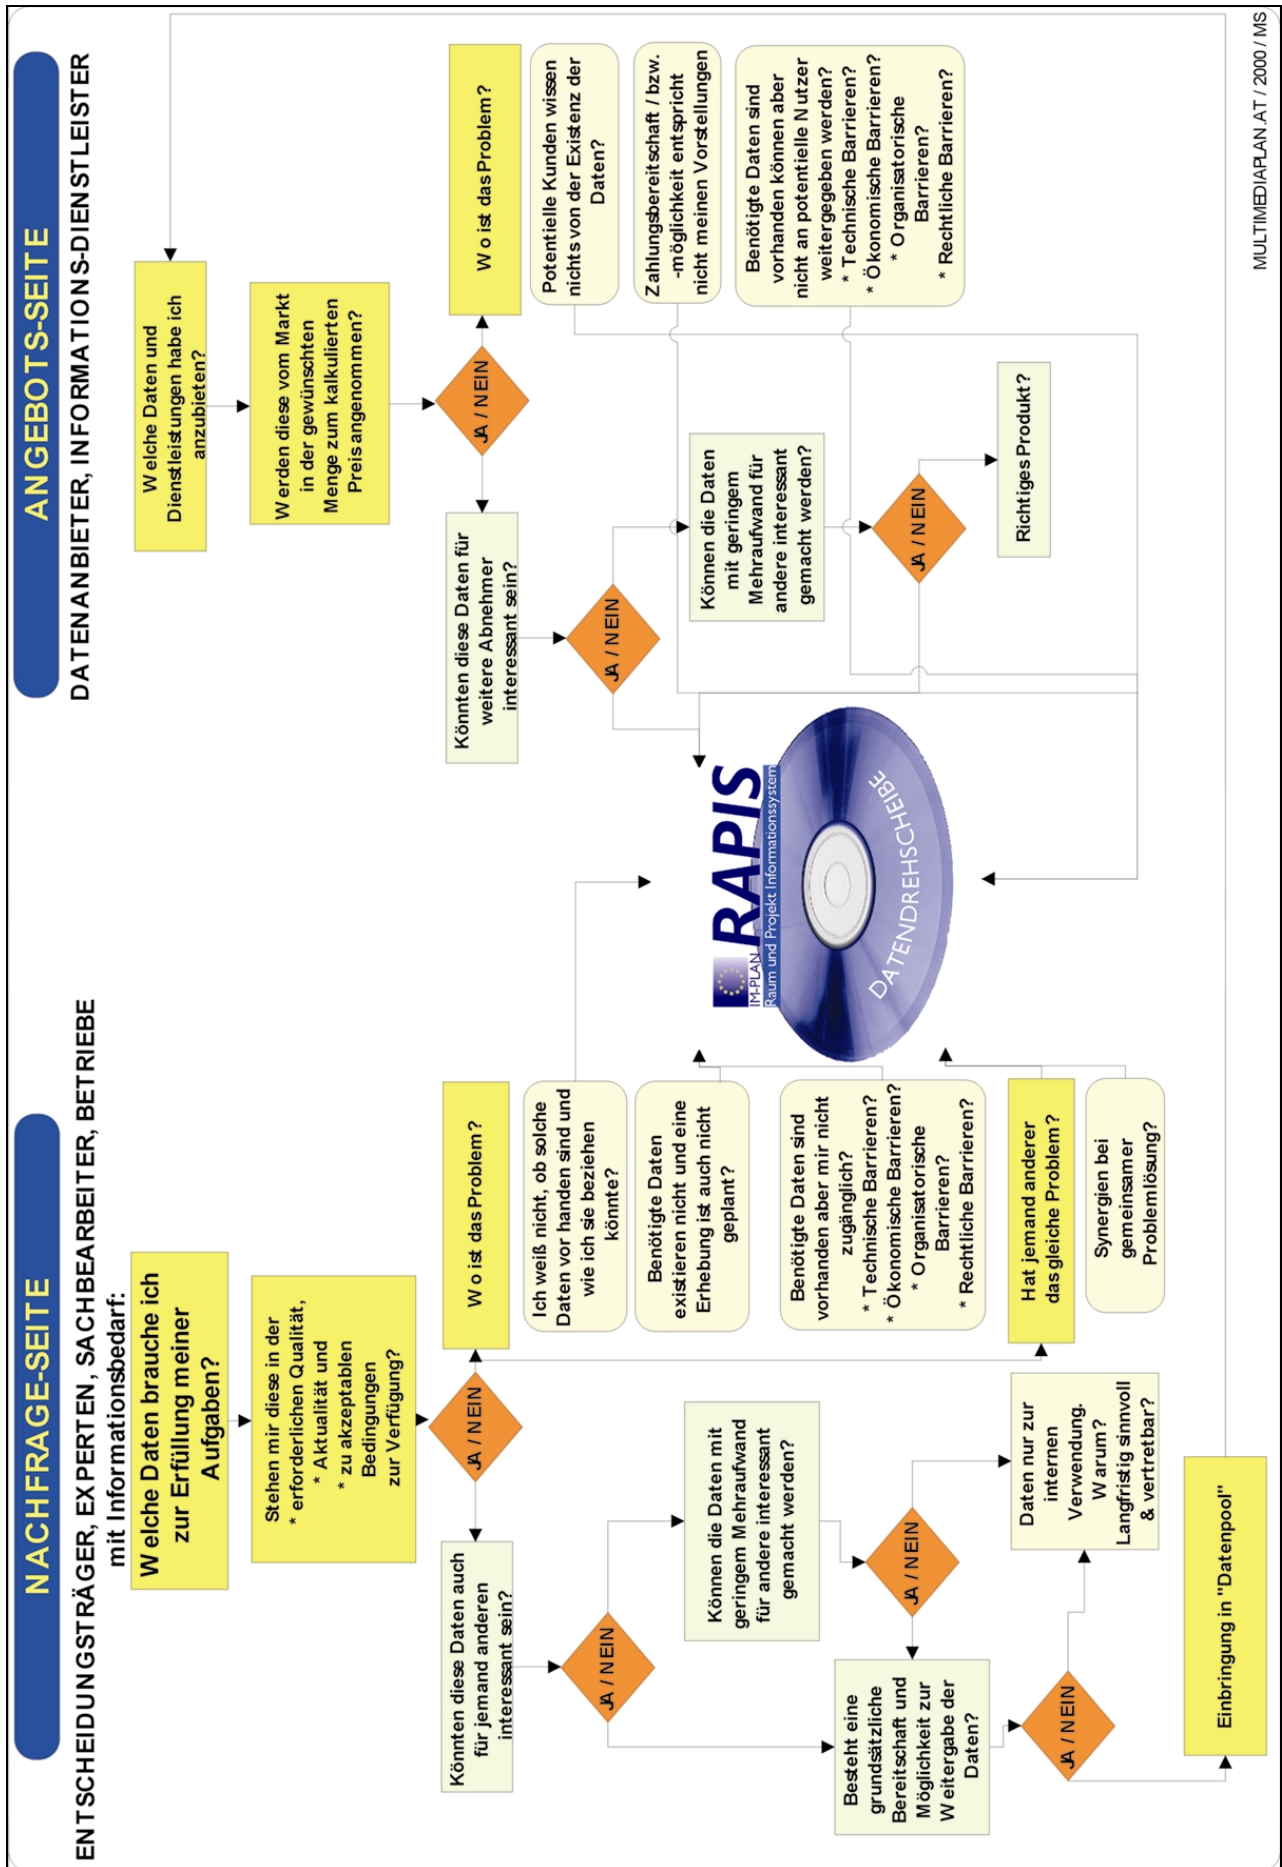 NACHFRAGE-SEITE
ENTSCHEIDUNGSTRÄGER, EXPERTEN, SACHBEARBEITER, BETRIEBE
mit Informationsbedarf:
Welche Daten brauche ich
zur Erfüllung meiner
Aufgaben?
Stehen mir diese in der
* erforderlichen Qualität,
* Aktualität und
* zu akzeptablen
Bedingungen
zur Verfügung?
JA / NEIN
Wo ist das Problem?
Ich weiß nicht, ob solche
Daten vor handen sind und
wie ich sie beziehen
könnte?
Benötigte Daten
existieren nicht und eine
Erhebung ist auch nicht
geplant?
Benötigte Daten sind
vorhanden aber mir nicht
zugänglich?
* Technische Barrieren?
* Ökonomische Barrieren?
* Organisatorische
Barrieren?
* Rechtliche Barrieren?
Hat jemand anderer
das gleiche Problem?
Synergien bei
gemeinsamer
Problemlösung?
Könnten diese Daten auch
für jemand anderen
interessant sein?
JA / NEIN
Können die Daten mit
geringem Mehraufwand
für andere interessant
gemacht werden?
JA / NEIN
Besteht eine
grundsätzliche
Bereitschaft und
Möglichkeit zur
Weitergabe der
Daten?
JA / NEIN
Daten nur zur
internen
Verwendung.
Warum?
Langfristig sinnvoll
& vertretbar?
Einbringung in "Datenpool"
IM-PLAN
RAPIS
Raum und Projekt Informationssystem
DATENDREHSCHEIBE
ANGEBOTS-SEITE
DATENANBIETER, INFORMATIONS-DIENSTLEISTER
Welche Daten und
Dienstleistungen habe ich
anzubieten?
Werden diese vom Markt
in der gewünschten
Menge zum kalkulierten
Preis angenommen?
JA / NEIN
Wo ist das Problem?
Potentielle Kunden wissen
nichts von der Existenz der
Daten?
Zahlungsbereitschaft / bzw.
-möglichkeit entspricht
nicht meinen Vorstellungen
Benötigte Daten sind
vorhanden können aber
nicht an potentielle Nutzer
weitergegeben werden?
* Technische Barrieren?
* Ökonomische Barrieren?
* Organisatorische
Barrieren?
* Rechtliche Barrieren?
Könnten diese Daten für
weitere Abnehmer
interessant sein?
JA / NEIN
Können die Daten
mit geringem
Mehraufwand für
andere interessant
gemacht werden?
JA / NEIN
Richtiges Produkt?
MULTIMEDIAPLAN.AT / 2000 / MS